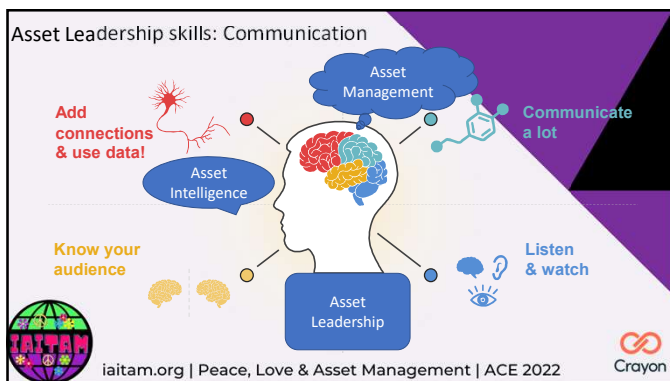 Asset Leadership skills: Communication
Asset
Management
Add
connections
& use data!
Communicate
a lot
Asset
Intelligence
Know your
audience
Listen
& watch
Asset
Leadership
IAITAM
iaitam.org | Peace, Love & Asset Management | ACE 2022
Crayon